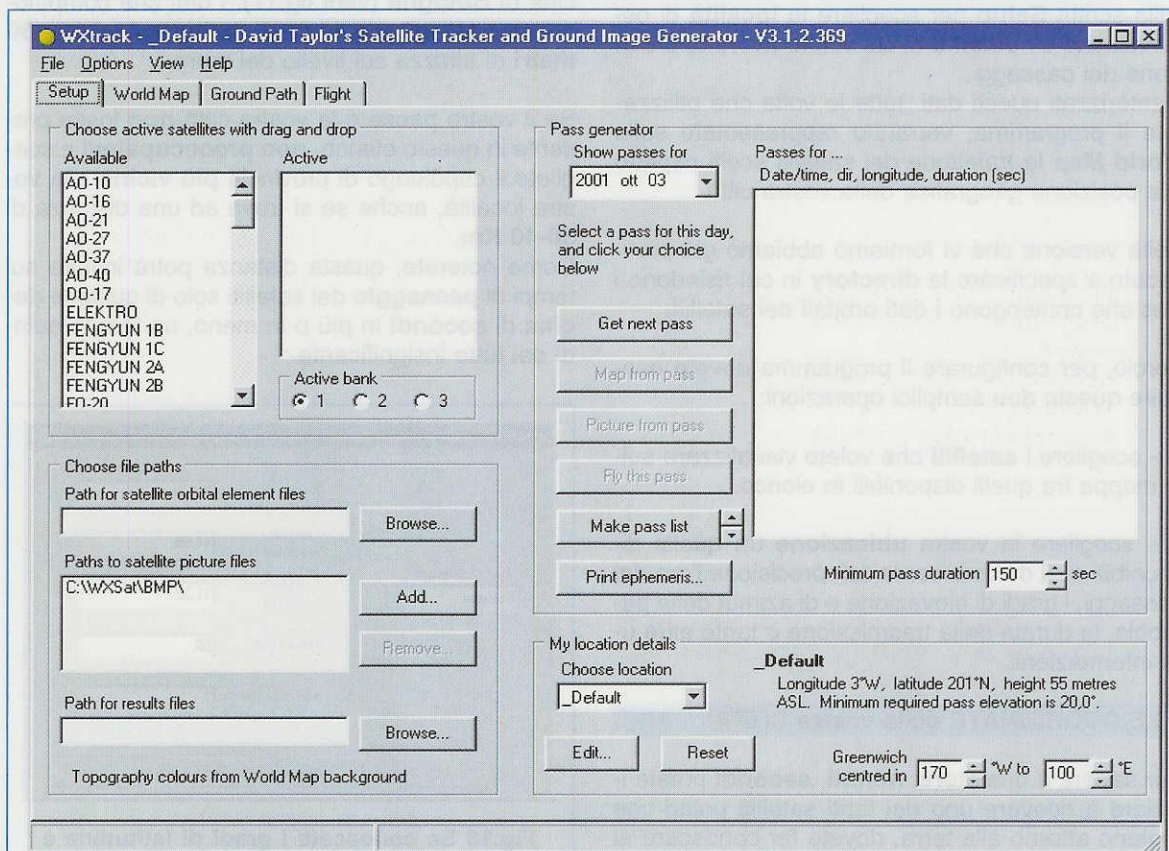 WXtrack - _Default - David Taylor's Satellite Tracker and Ground Image Generator - V3.1.2.369
File Options View Help
Setup World Map Ground Path Flight
Choose active satellites with drag and drop
Available
AO-10
AO-16
AO-21
AO-27
AO-37
AO-40
DO-17
ELEKTRO
FENGYUN 1B
FENGYUN 1C
FENGYUN 2A
FENGYUN 2B
FO-20
Active
Active bank
1 2 3
Choose file paths
Path for satellite orbital element files
Browse...
Paths to satellite picture files
C:\WXSat\BMP\
Add...
Remove...
Path for results files
Browse...
Topography colours from World Map background
Pass generator
Show passes for
2001 ott 03
Select a pass for this day,
and click your choice
below
Get next pass
Map from pass
Picture from pass
Fly this pass
Make pass list
Print ephemeris...
Passes for...
Date/time, dir, longitude, duration (sec)
Minimum pass duration 150 sec
My location details
Choose location
_Default
Edit... Reset
_Default
Longitude 3°W, latitude 201°N, height 55 metres
ASL. Minimum required pass elevation is 20,0°.
Greenwich
centred in 170 °W to 100 °E